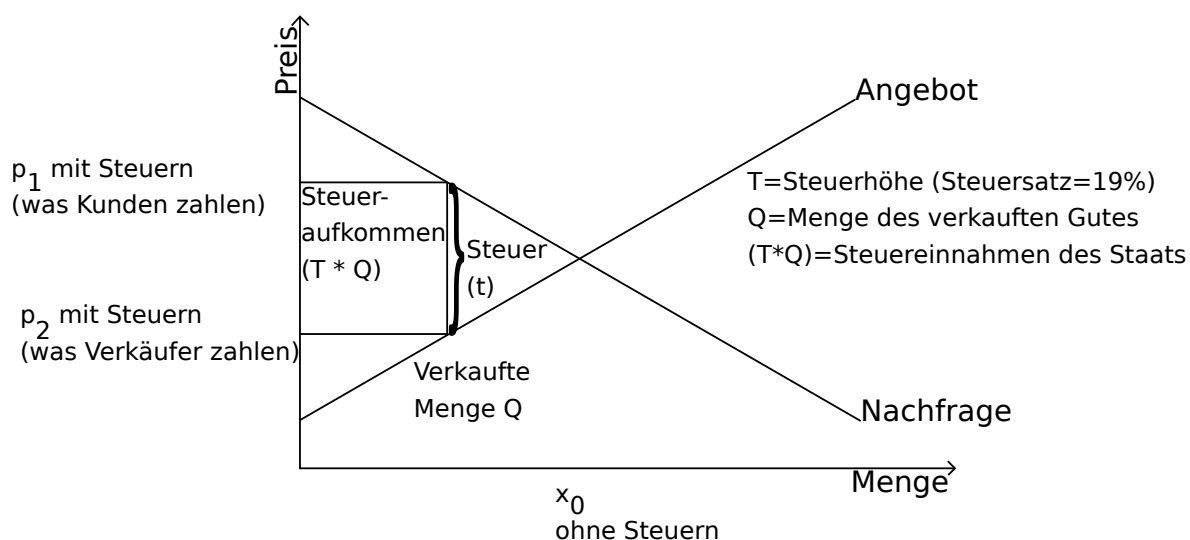 Preis
Angebot
p1 mit Steuern
(was Kunden zahlen)
Steuer-
aufkommen
(T * Q)
Steuer
(t)
T=Steuerhöhe (Steuersatz=19%)
Q=Menge des verkauften Gutes
(T*Q)=Steuereinnahmen des Staats
p2 mit Steuern
(was Verkäufer zahlen)
Verkaufte
Menge Q
Nachfrage
Menge
x0
ohne Steuern